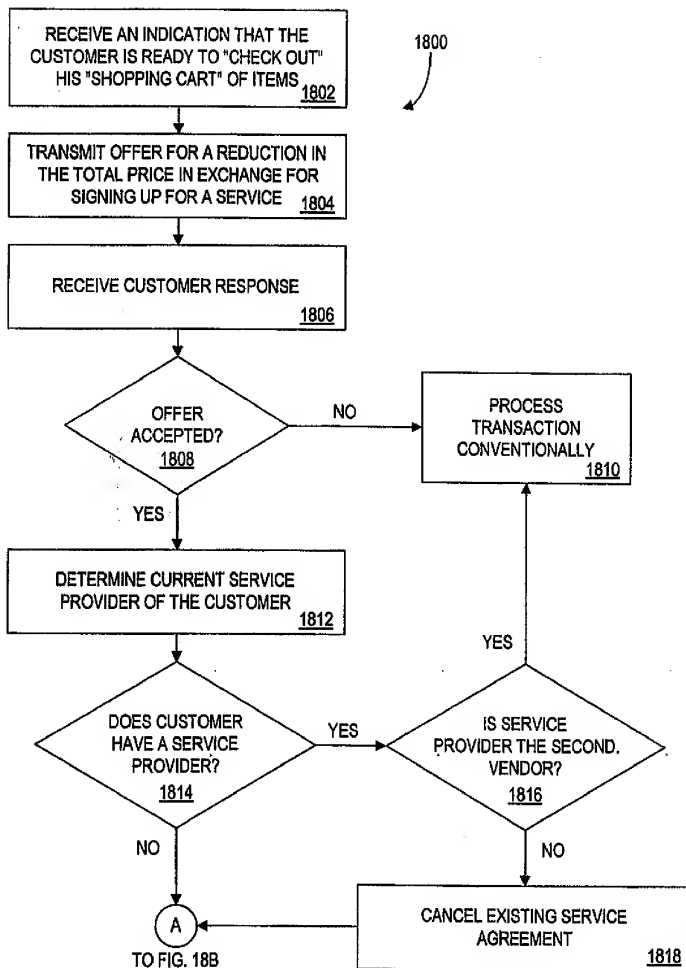 RECEIVE AN INDICATION THAT THE
CUSTOMER IS READY TO "CHECK OUT"
HIS "SHOPPING CART" OF ITEMS
1802
1800
TRANSMIT OFFER FOR A REDUCTION IN
THE TOTAL PRICE IN EXCHANGE FOR
SIGNING UP FOR A SERVICE
1804
RECEIVE CUSTOMER RESPONSE
1806
OFFER
ACCEPTED?
1808
NO
PROCESS
TRANSACTION
CONVENTIONALLY
1810
YES
DETERMINE CURRENT SERVICE
PROVIDER OF THE CUSTOMER
1812
YES
DOES CUSTOMER
HAVE A SERVICE
PROVIDER?
1814
YES
IS SERVICE
PROVIDER THE SECOND.
VENDOR?
1816
NO
NO
A
TO FIG. 18B
CANCEL EXISTING SERVICE
AGREEMENT
1818